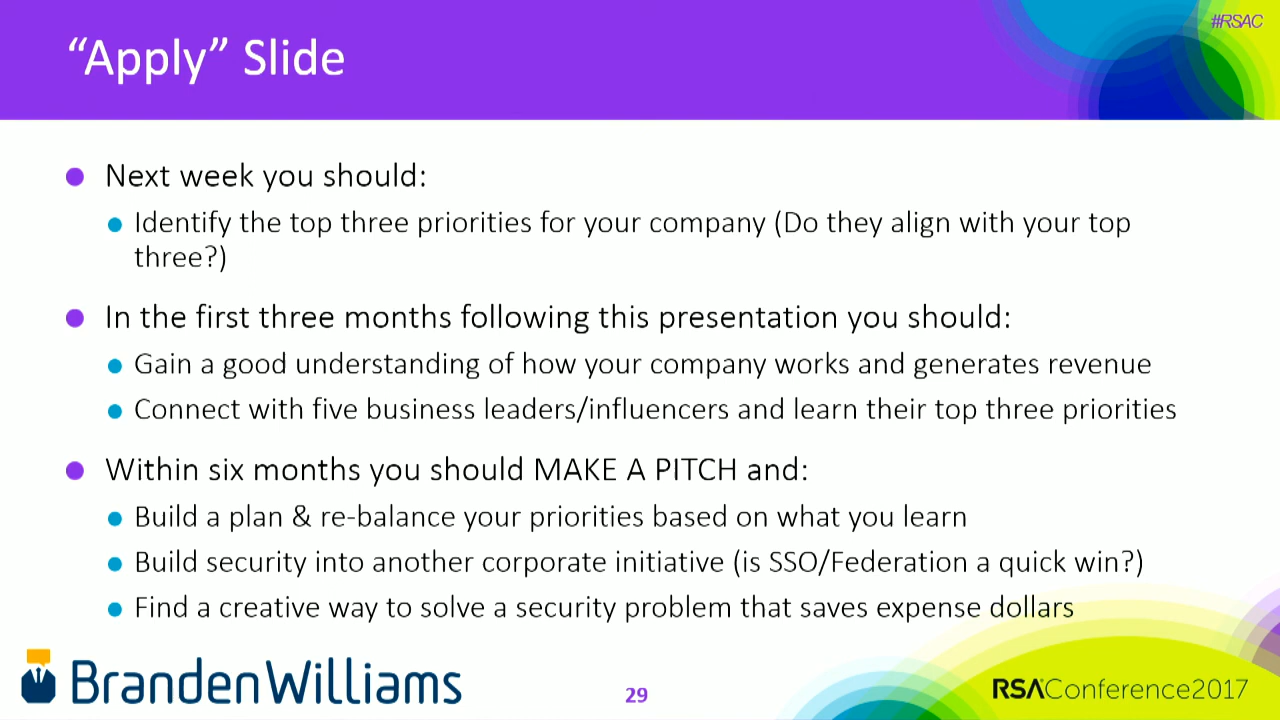 #RSAC
“Apply” Slide
Next week you should:
Identify the top three priorities for your company (Do they align with your top
three?)
In the first three months following this presentation you should:
Gain a good understanding of how your company works and generates revenue
Connect with five business leaders/influencers and learn their top three priorities
Within six months you should MAKE A PITCH and:
Build a plan & re-balance your priorities based on what you learn
Build security into another corporate initiative (is SSO/Federation a quick win?)
Find a creative way to solve a security problem that saves expense dollars
BrandenWilliams
29
RSAConference2017